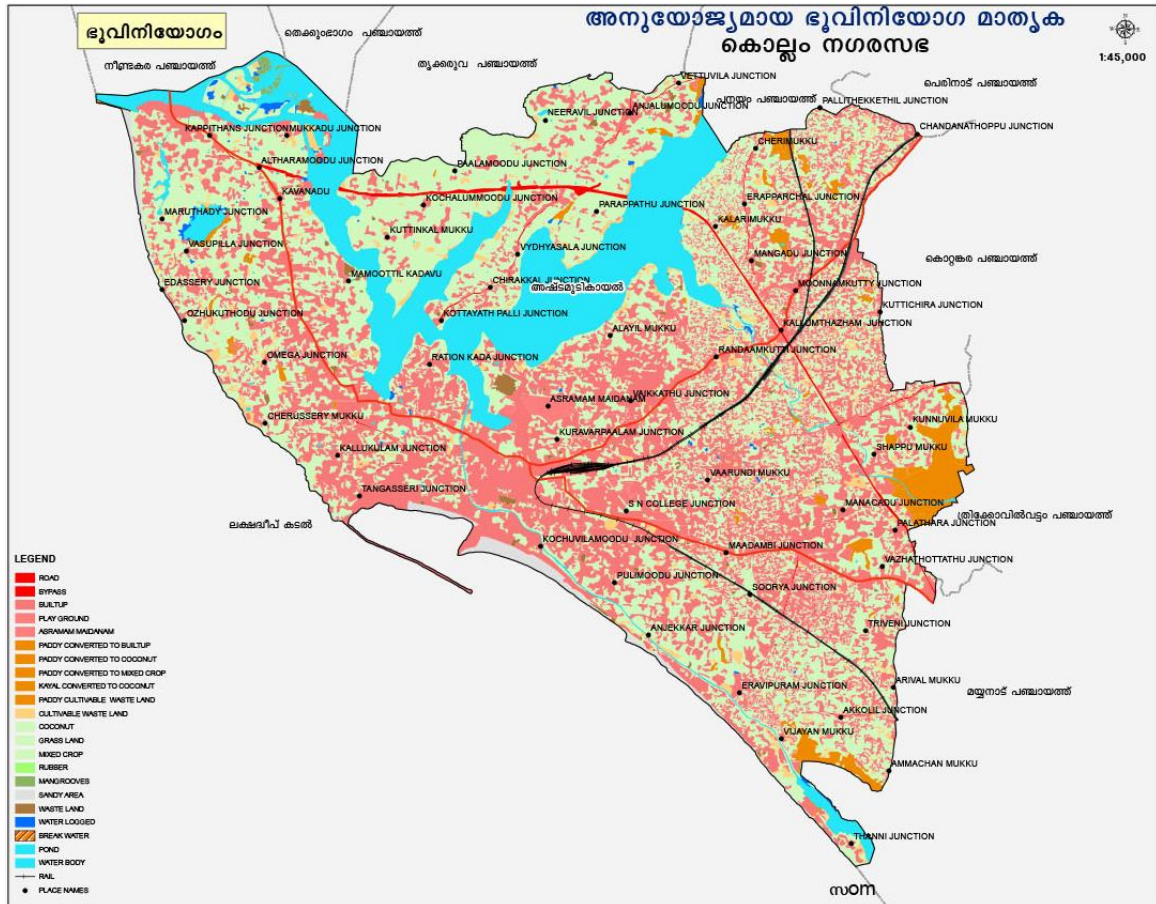 അനുയോജ്യമായ ഭൂവിനിയോഗ മാതൃക
കൊല്ലം നഗരസഭ
1:45,000
ഭൂവിനിയോഗം
തെക്കുംഭാഗം പഞ്ചായത്ത്
നീണ്ടകര പഞ്ചായത്ത്
തൃക്കരുവ പഞ്ചായത്ത്
പനയം പഞ്ചായത്ത്
പെരിനാട് പഞ്ചായത്ത്
VETTUVILA JUNCTION
ANJALUMOODU JUNCTION
PALLITHEKKETHIL JUNCTION
NEERAVIL JUNCTION
CHANDANATHOPPU JUNCTION
KAPPITHANS JUNCTION
MUKKADU JUNCTION
CHERIMUKKU
ALTHARAMOODU JUNCTION
PAALAMOODU JUNCTION
KAVANADU
KOCHALUMMOODU JUNCTION
PARAPPATHU JUNCTION
ERAPPARCHAL JUNCTION
MARUTHADY JUNCTION
KALARIMUKKU
KUTTINKAL MUKKU
VASUPILLA JUNCTION
VYDHYASALA JUNCTION
MANGADU JUNCTION
കൊറ്റങ്കര പഞ്ചായത്ത്
MAMOOTTIL KADAVU
EDASSERY JUNCTION
CHIRAKKAL JUNCTION
അഷ്ടമുടികായൽ
MOONNAMKUTTY JUNCTION
KUTTICHIRA JUNCTION
OZHUKUTHODU JUNCTION
KOTTAYATH PALLI JUNCTION
ALAYIL MUKKU
KALLUMTHAZHAM JUNCTION
OMEGA JUNCTION
RATION KADA JUNCTION
RANDAAMKUTTI JUNCTION
ASRAMAM MAIDANAM
VAIKKATHU JUNCTION
CHERUSSERY MUKKU
KUNNUVILA MUKKU
KURAVARPAALAM JUNCTION
KALLUKULAM JUNCTION
SHAPPU MUKKU
VAARUNDI MUKKU
TANGASSERI JUNCTION
S N COLLEGE JUNCTION
MANACADU JUNCTION
ത്രിക്കോവിൽവട്ടം പഞ്ചായത്ത്
ലക്ഷദ്വീപ് കടൽ
PALATHARA JUNCTION
KOCHUVILAMOODU JUNCTION
MAADAMBI JUNCTION
VAZHATHOTTATHU JUNCTION
PULIMOODU JUNCTION
SOORYA JUNCTION
ANJEKKAR JUNCTION
TRIVENI JUNCTION
ERAVIPURAM JUNCTION
ARIVAL MUKKU
മയ്യനാട് പഞ്ചായത്ത്
AKKOLIL JUNCTION
VIJAYAN MUKKU
AMMACHAN MUKKU
THANNI JUNCTION
LEGEND
ROAD
BYPASS
BUILTUP
PLAY GROUND
ASRAMAM MAIDANAM
PADDY CONVERTED TO BUILTUP
PADDY CONVERTED TO COCONUT
PADDY CONVERTED TO MIXED CROP
KAYAL CONVERTED TO COCONUT
PADDY CULTIVABLE WASTE LAND
CULTIVABLE WASTE LAND
COCONUT
GRASS LAND
MIXED CROP
RUBBER
MANGROOVES
SANDY AREA
WASTE LAND
WATER LOGGED
BREAK WATER
POND
WATER BODY
RAIL
PLACE NAMES